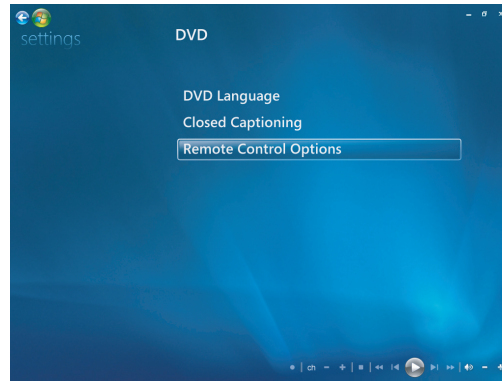 settings
DVD
DVD Language
Closed Captioning
Remote Control Options
ch